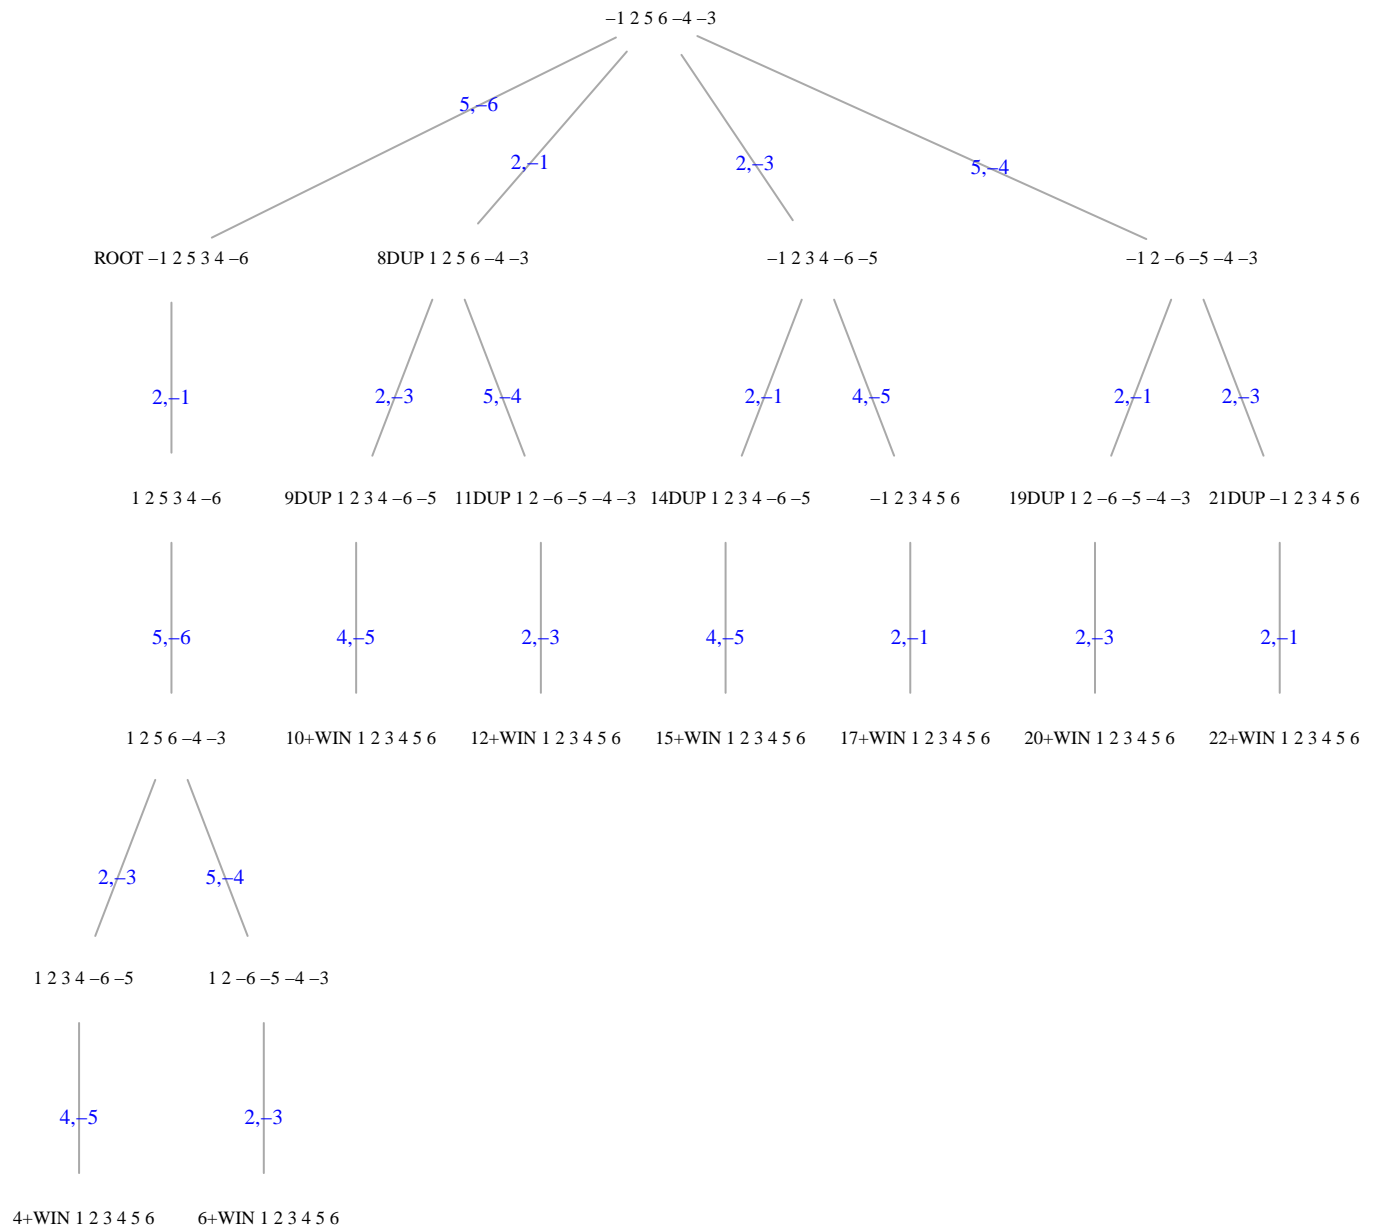 –1 2 5 6 –4 –3
5,–6
2,–1
2,–3
5,–4
ROOT –1 2 5 3 4 –6
8DUP 1 2 5 6 –4 –3
–1 2 3 4 –6 –5
–1 2 –6 –5 –4 –3
2,–1
2,–3
5,–4
2,–1
4,–5
2,–1
2,–3
1 2 5 3 4 –6
9DUP 1 2 3 4 –6 –5
11DUP 1 2 –6 –5 –4 –3
14DUP 1 2 3 4 –6 –5
–1 2 3 4 5 6
19DUP 1 2 –6 –5 –4 –3
21DUP –1 2 3 4 5 6
5,–6
4,–5
2,–3
4,–5
2,–1
2,–3
2,–1
1 2 5 6 –4 –3
10+WIN 1 2 3 4 5 6
12+WIN 1 2 3 4 5 6
15+WIN 1 2 3 4 5 6
17+WIN 1 2 3 4 5 6
20+WIN 1 2 3 4 5 6
22+WIN 1 2 3 4 5 6
2,–3
5,–4
1 2 3 4 –6 –5
1 2 –6 –5 –4 –3
4,–5
2,–3
4+WIN 1 2 3 4 5 6
6+WIN 1 2 3 4 5 6